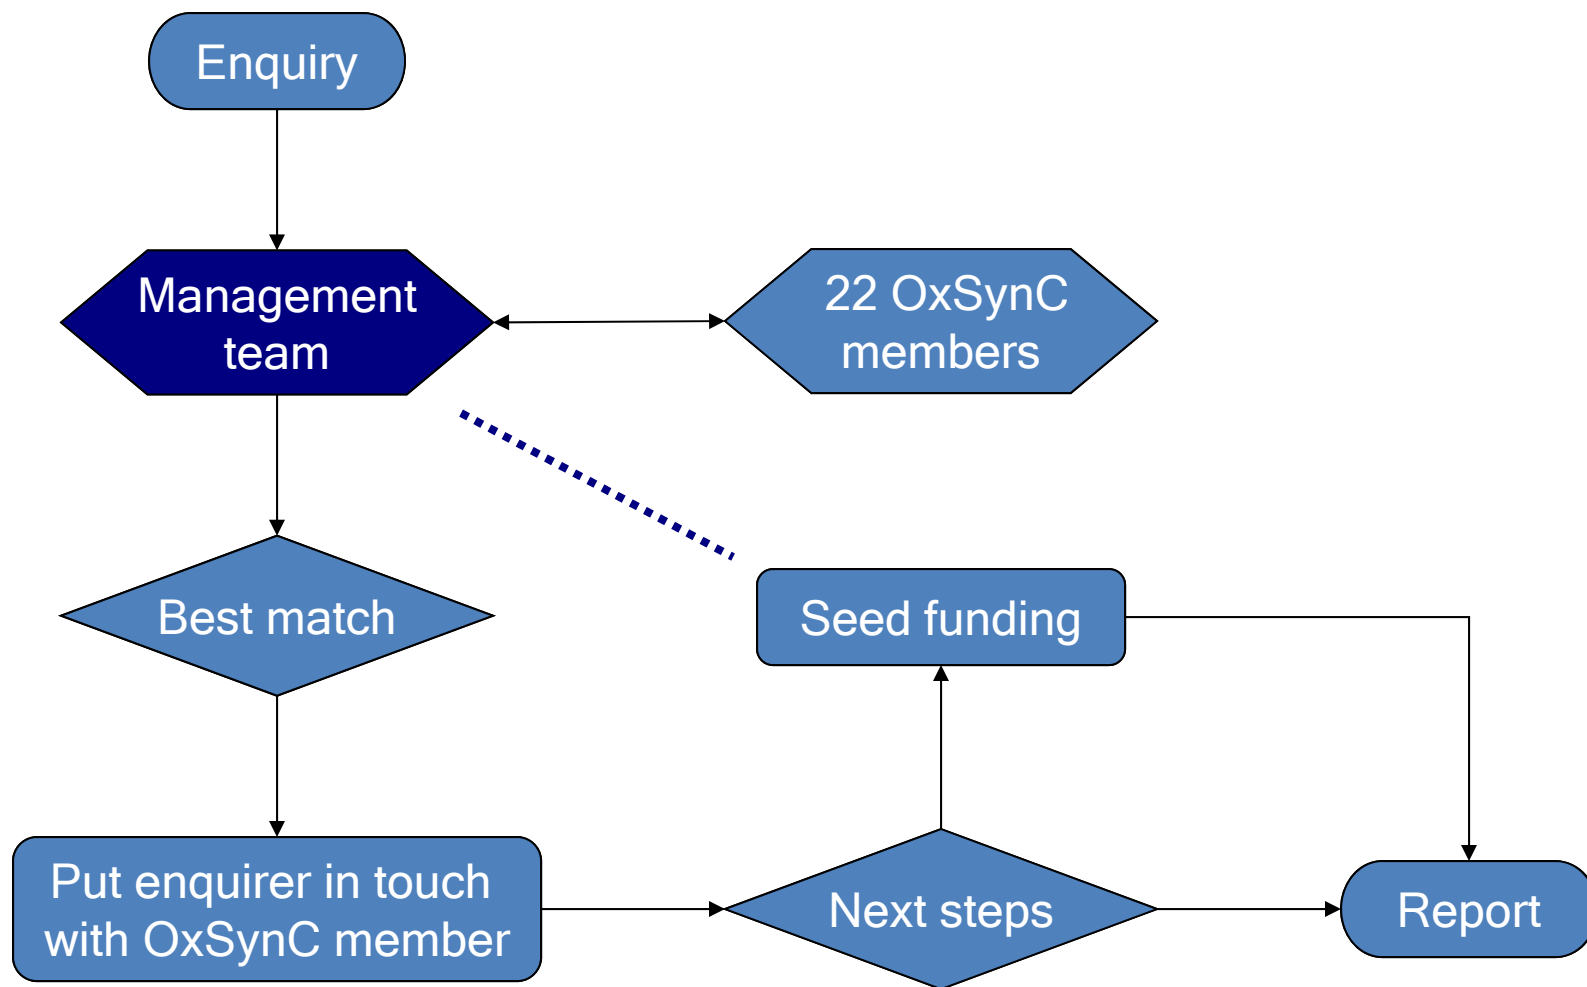 Enquiry
Management
team
22 OxSynC
members
Best match
Seed funding
Put enquirer in touch
with OxSynC member
Next steps
Report